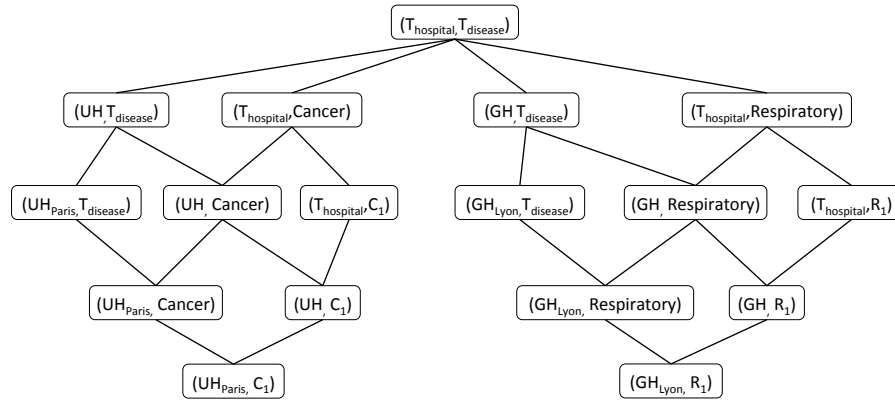 (T_hospital, T_disease)
(UH, T_disease)
(T_hospital, Cancer)
(GH, T_disease)
(T_hospital, Respiratory)
(UH_Paris, T_disease)
(UH, Cancer)
(T_hospital, C_1)
(GH_Lyon, T_disease)
(GH, Respiratory)
(T_hospital, R_1)
(UH_Paris, Cancer)
(UH, C_1)
(GH_Lyon, Respiratory)
(GH, R_1)
(UH_Paris, C_1)
(GH_Lyon, R_1)